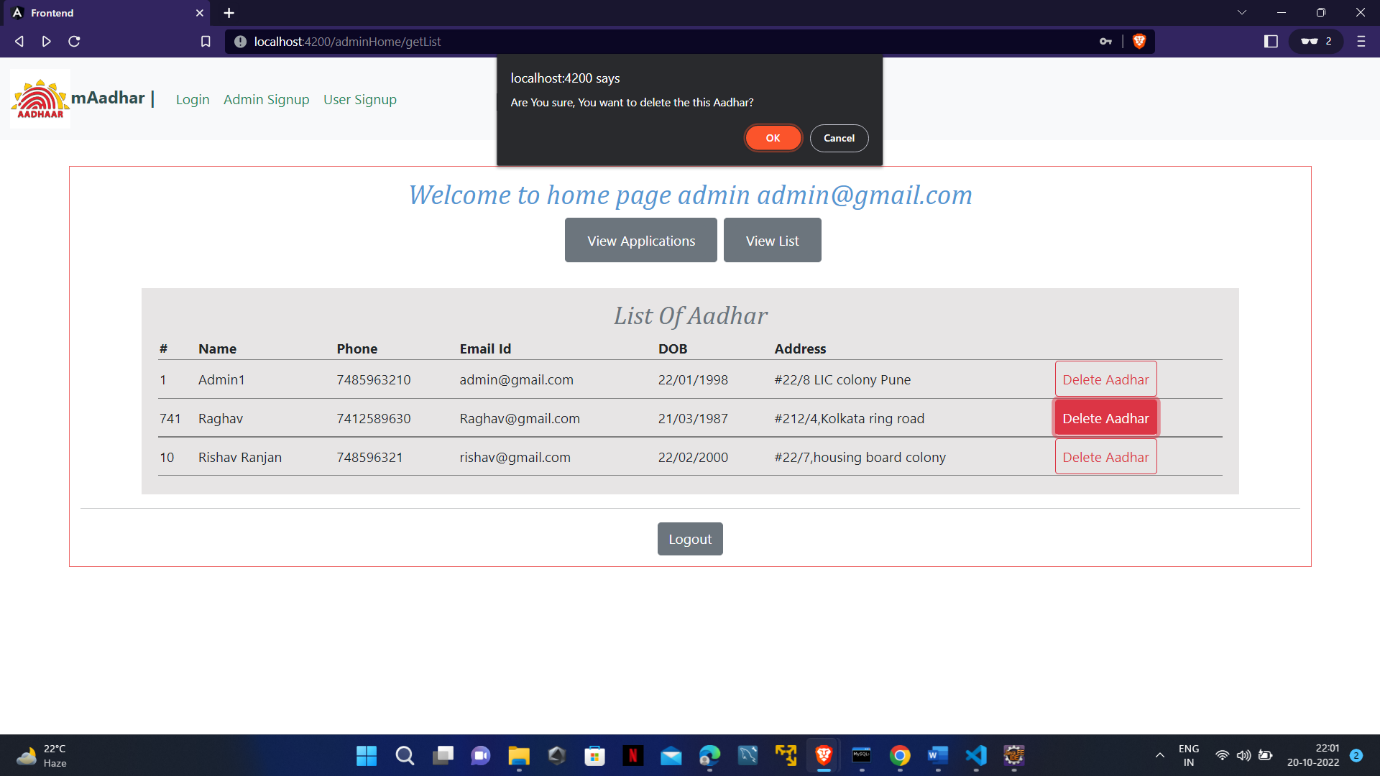 Frontend
localhost:4200/adminHome/getList
2
localhost:4200 says
Are You sure, You want to delete the this Aadhar?
OK
Cancel
AADHAAR
mAadhar |
Login
Admin Signup
User Signup
Welcome to home page admin admin@gmail.com
View Applications
View List
List Of Aadhar
# Name Phone Email Id DOB Address
1 Admin1 7485963210 admin@gmail.com 22/01/1998 #22/8 LIC colony Pune Delete Aadhar
741 Raghav 7412589630 Raghav@gmail.com 21/03/1987 #212/4,Kolkata ring road Delete Aadhar
10 Rishav Ranjan 748596321 rishav@gmail.com 22/02/2000 #22/7,housing board colony Delete Aadhar
Logout
22°C
Haze
ENG
IN
22:01
20-10-2022
2